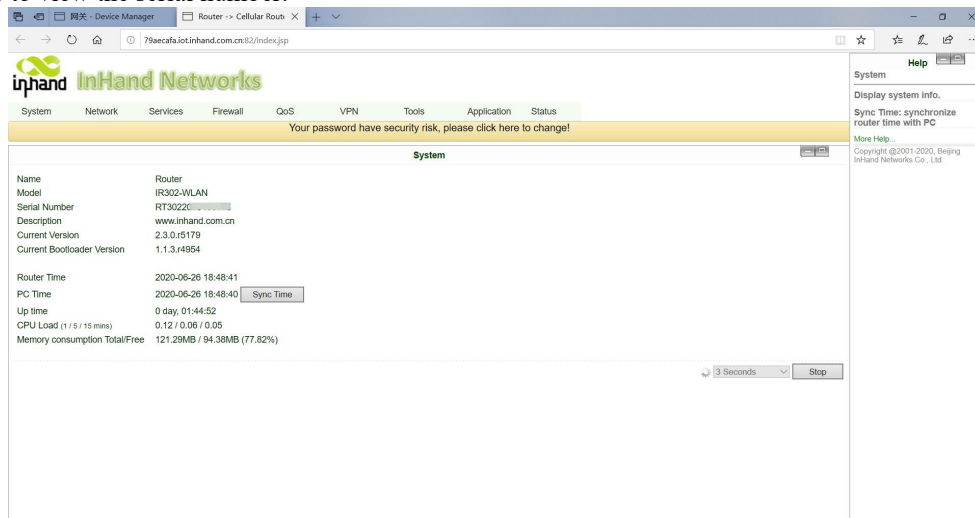 网关 - Device Manager
Router -> Cellular Route
79aecafa.iot.inhand.com.cn:82/index.jsp
inhand InHand Networks
System Network Services Firewall QoS VPN Tools Application Status
Your password have security risk, please click here to change!
System
Name Router
Model IR302-WLAN
Serial Number RT30220
Description www.inhand.com.cn
Current Version 2.3.0.r5179
Current Bootloader Version 1.1.3.r4954
Router Time 2020-06-26 18:48:41
PC Time 2020-06-26 18:48:40 Sync Time
Up time 0 day, 01:44:52
CPU Load (1 / 5 / 15 mins) 0.12 / 0.06 / 0.05
Memory consumption Total/Free 121.29MB / 94.38MB (77.82%)
3 Seconds Stop
Help
System
Display system info.
Sync Time: synchronize
router time with PC
More Help...
Copyright @2001-2020, Beijing
InHand Networks Co., Ltd.